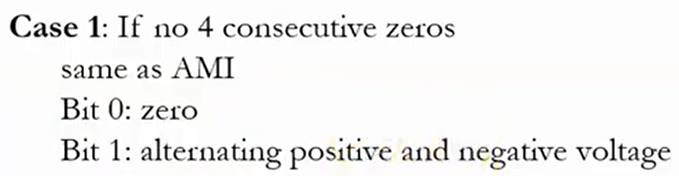 Case 1: If no 4 consecutive zeros
same as AMI
Bit 0: zero
Bit 1: alternating positive and negative voltage